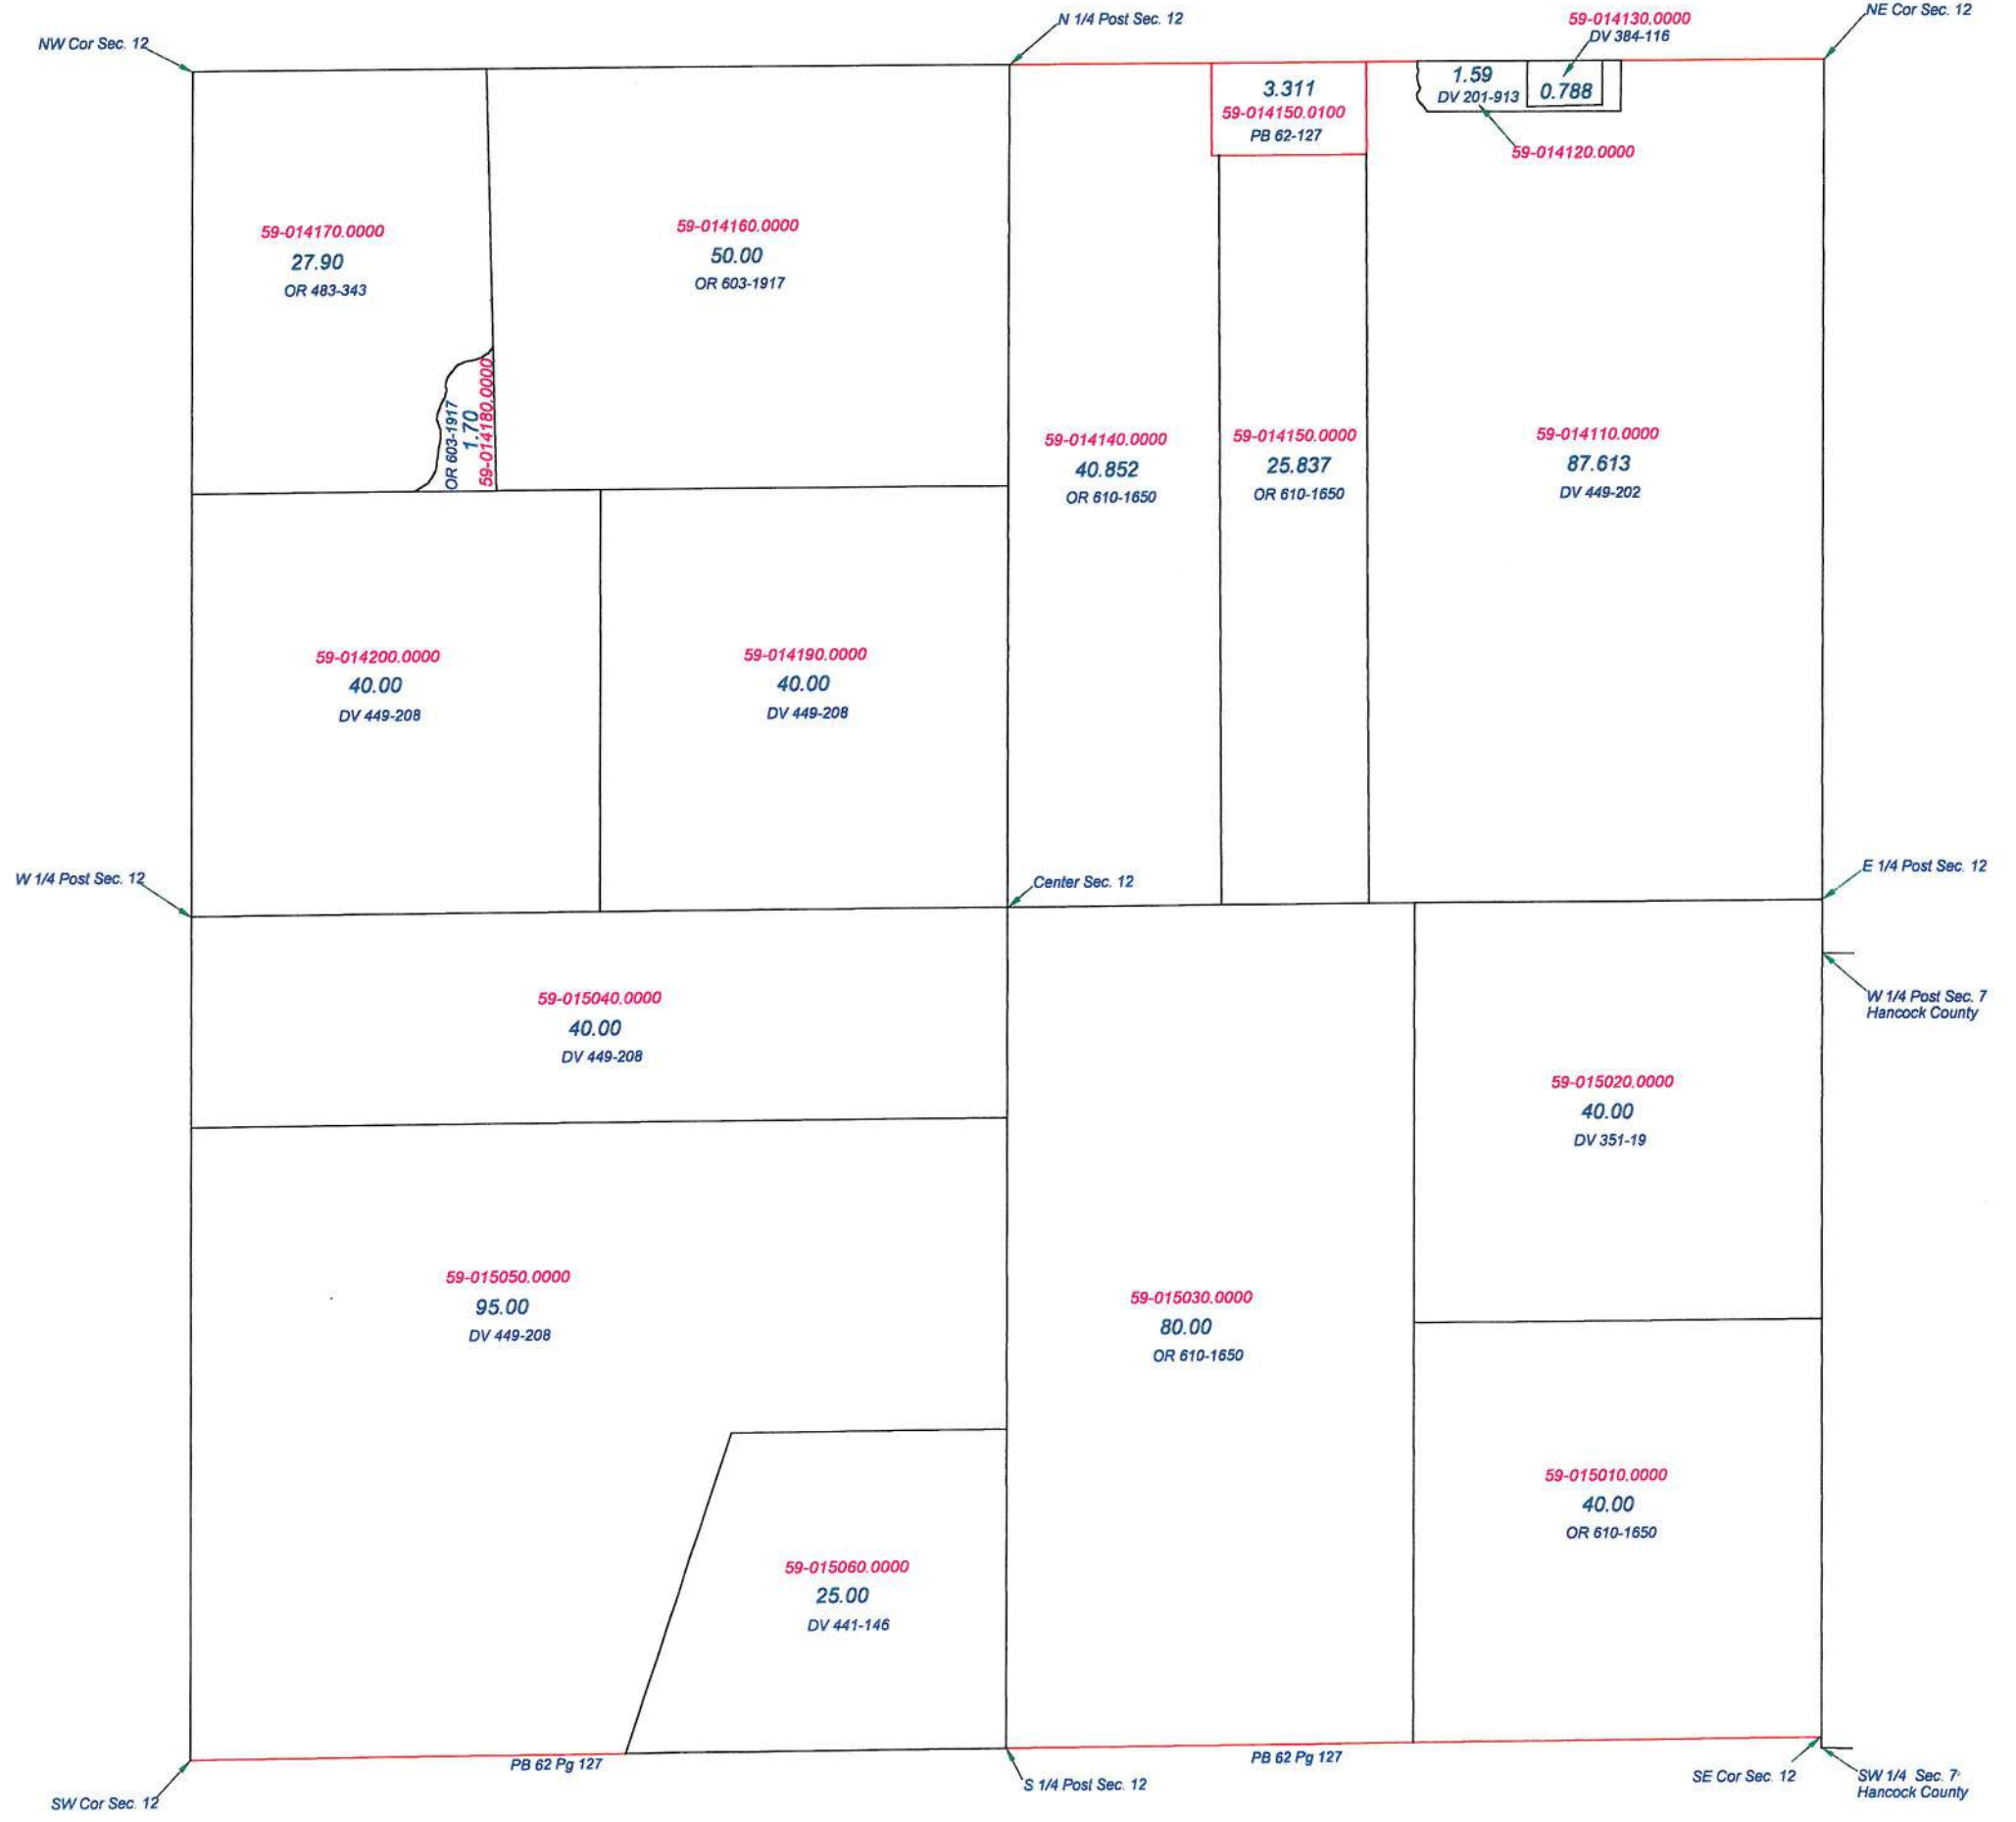 NW Cor Sec. 12
N 1/4 Post Sec. 12
59-014130.0000
DV 384-116
NE Cor Sec. 12
3.311
59-014150.0100
PB 62-127
1.59
DV 201-913
0.788
59-014120.0000
59-014170.0000
27.90
OR 483-343
59-014160.0000
50.00
OR 603-1917
OR 603-1917
1.70
59-014180.0000
59-014140.0000
40.852
OR 610-1650
59-014150.0000
25.837
OR 610-1650
59-014110.0000
87.613
DV 449-202
59-014200.0000
40.00
DV 449-208
59-014190.0000
40.00
DV 449-208
W 1/4 Post Sec. 12
Center Sec. 12
E 1/4 Post Sec. 12
W 1/4 Post Sec. 7
Hancock County
59-015040.0000
40.00
DV 449-208
59-015020.0000
40.00
DV 351-19
59-015050.0000
95.00
DV 449-208
59-015030.0000
80.00
OR 610-1650
59-015010.0000
40.00
OR 610-1650
59-015060.0000
25.00
DV 441-146
PB 62 Pg 127
PB 62 Pg 127
SW Cor Sec. 12
S 1/4 Post Sec. 12
SE Cor Sec. 12
SW 1/4 Sec. 7
Hancock County